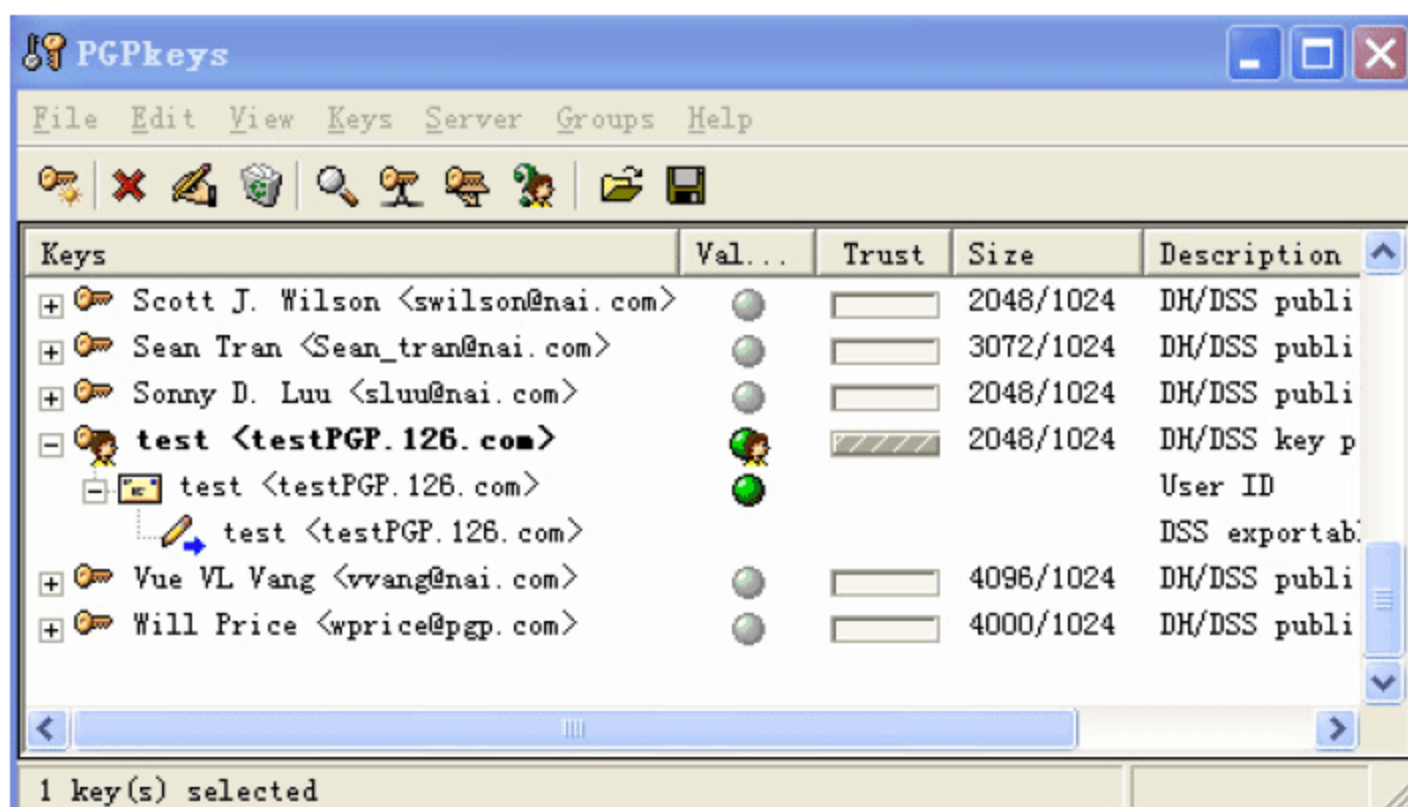 PGPkeys
File Edit View Keys Server Groups Help
Keys Val... Trust Size Description
Scott J. Wilson <swilson@nai.com> 2048/1024 DH/DSS publi
Sean Tran <Sean_tran@nai.com> 3072/1024 DH/DSS publi
Sonny D. Luu <sluu@nai.com> 2048/1024 DH/DSS publi
test <testPGP.126.com> 2048/1024 DH/DSS key p
test <testPGP.126.com> User ID
test <testPGP.126.com> DSS exportab
Vue VL Vang <vvang@nai.com> 4096/1024 DH/DSS publi
Will Price <wprice@pgp.com> 4000/1024 DH/DSS publi
1 key(s) selected